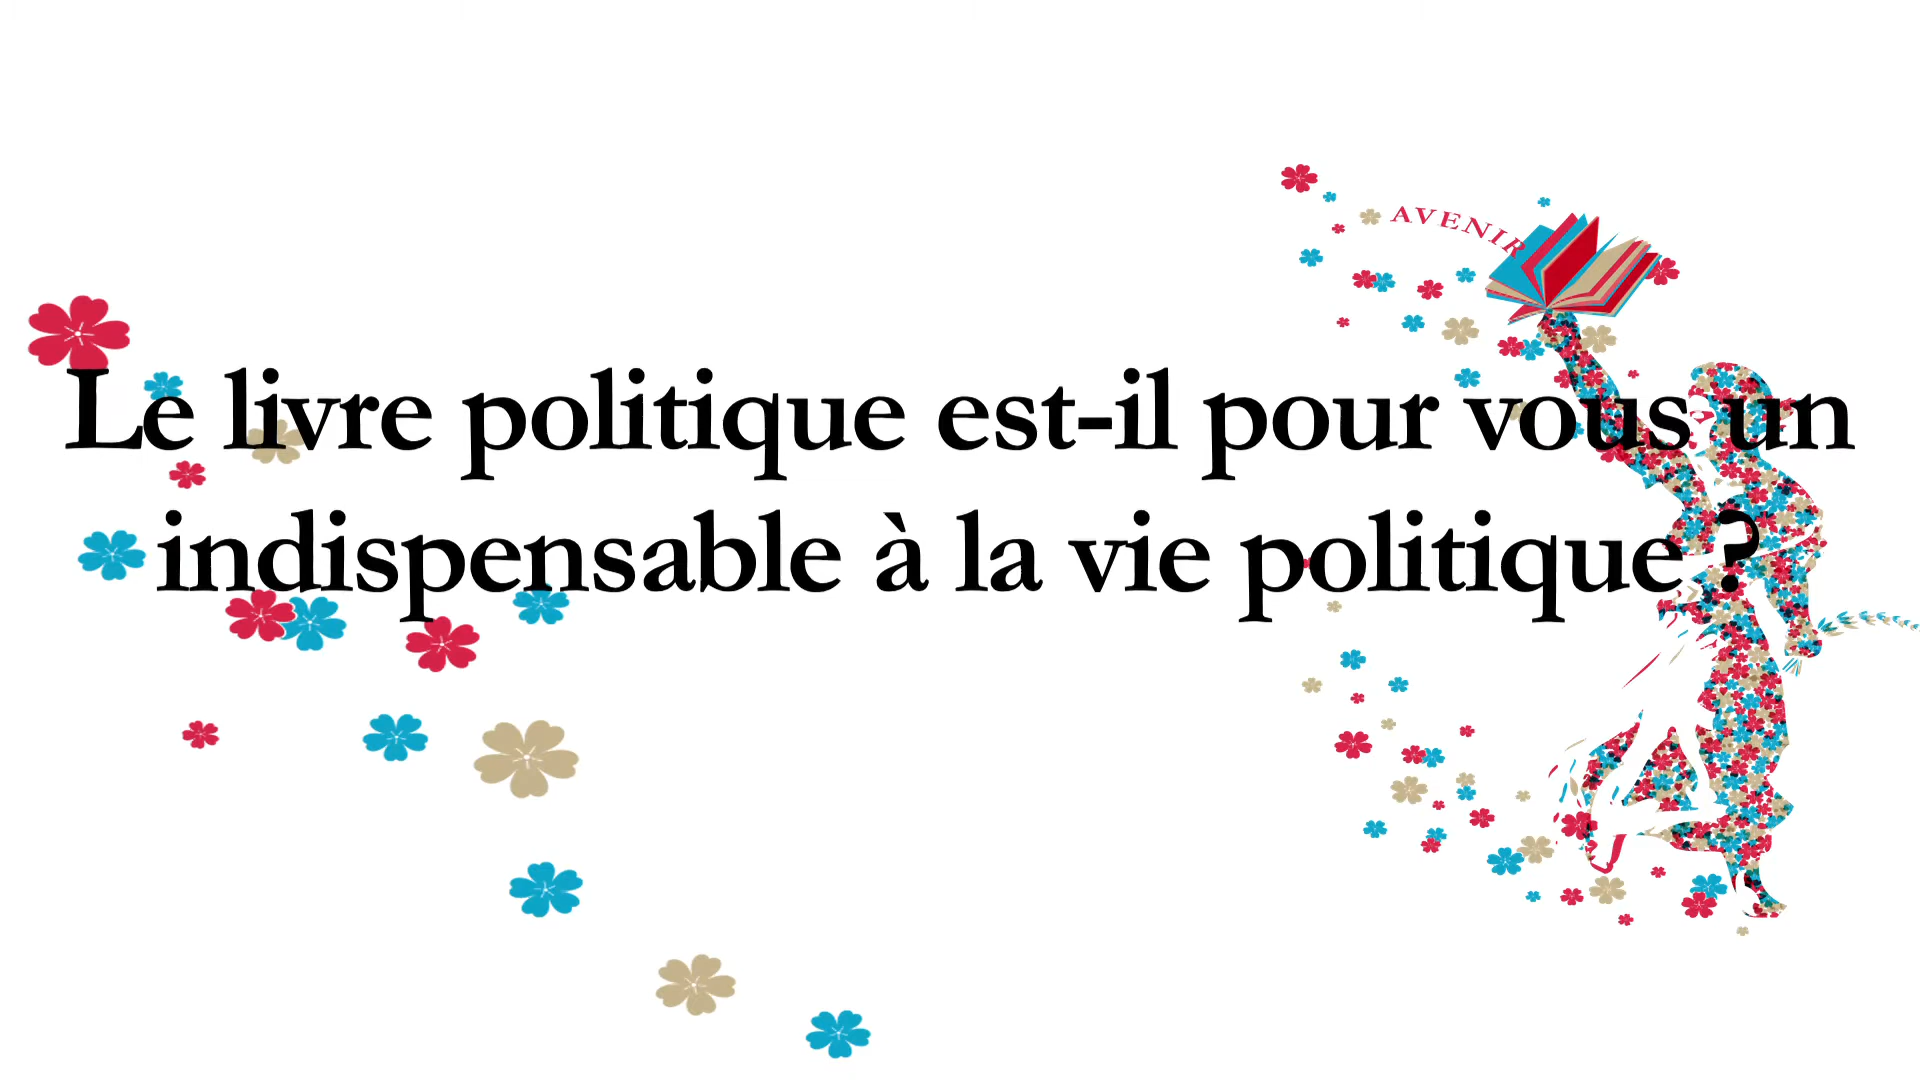 AVENIR
Le livre politique est-il pour vous un
indispensable à la vie politique ?